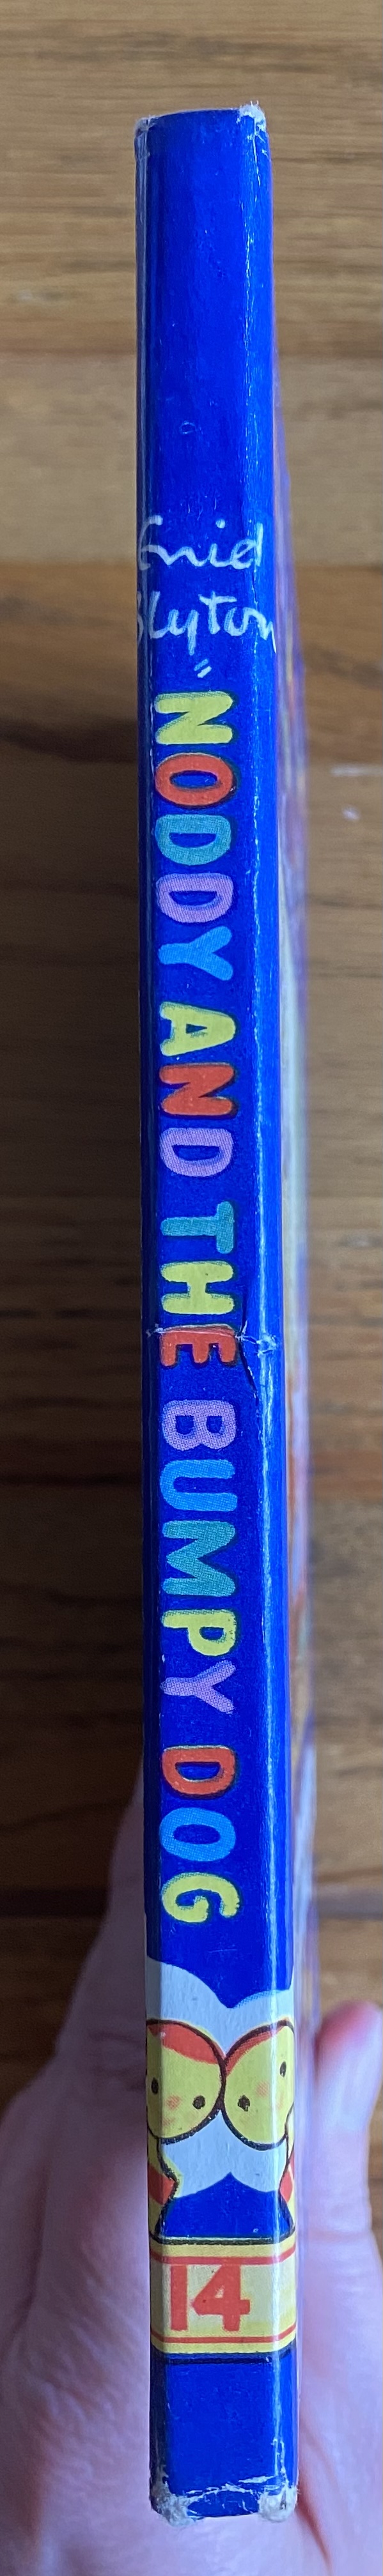 Enid
Blyton
NODDY AND THE BUMPY DOG
14